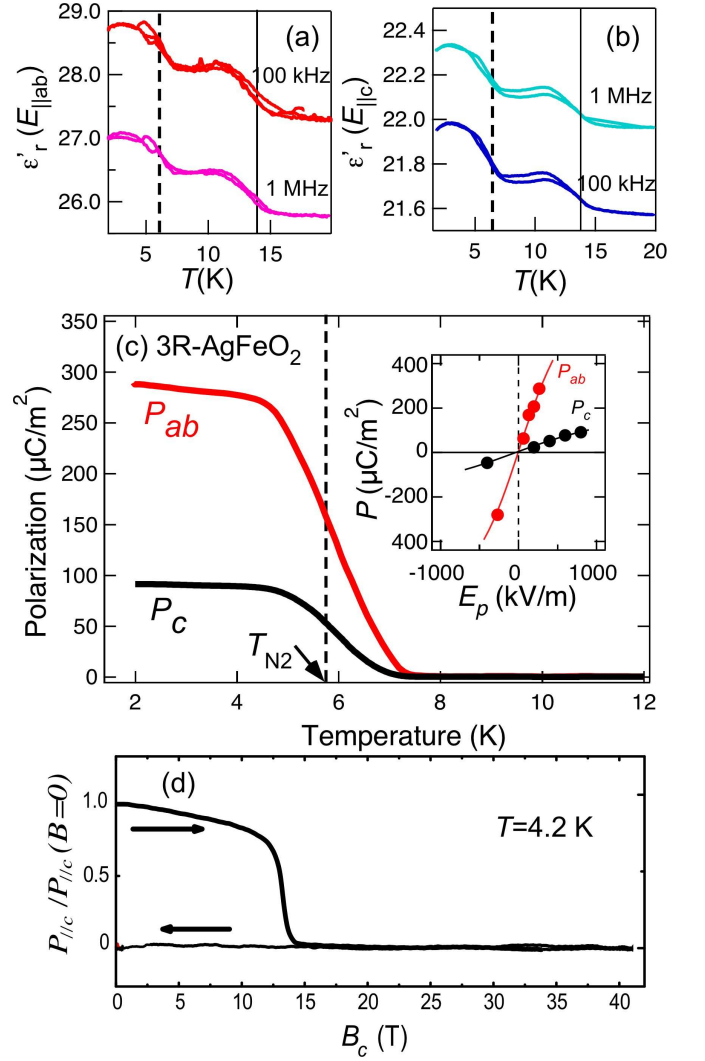 29.0
28.0
27.0
26.0
ε'r (E||ab)
(a)
100 kHz
1 MHz
5
10
15
T(K)
22.4
22.2
22.0
21.8
21.6
ε'r (E||c)
(b)
1 MHz
100 kHz
5
10
15
20
T(K)
350
300
250
200
150
100
50
0
Polarization (μC/m²)
(c) 3R-AgFeO₂
Pab
Pc
TN2
2
4
6
8
10
12
Temperature (K)
400
200
0
-200
400
P (μC/m²)
Pab
Pc
-1000
0
1000
Ep (kV/m)
(d)
T=4.2 K
1.0
0.5
0
P//c /P//c (B=0)
0
5
10
15
20
25
30
35
40
Bc (T)